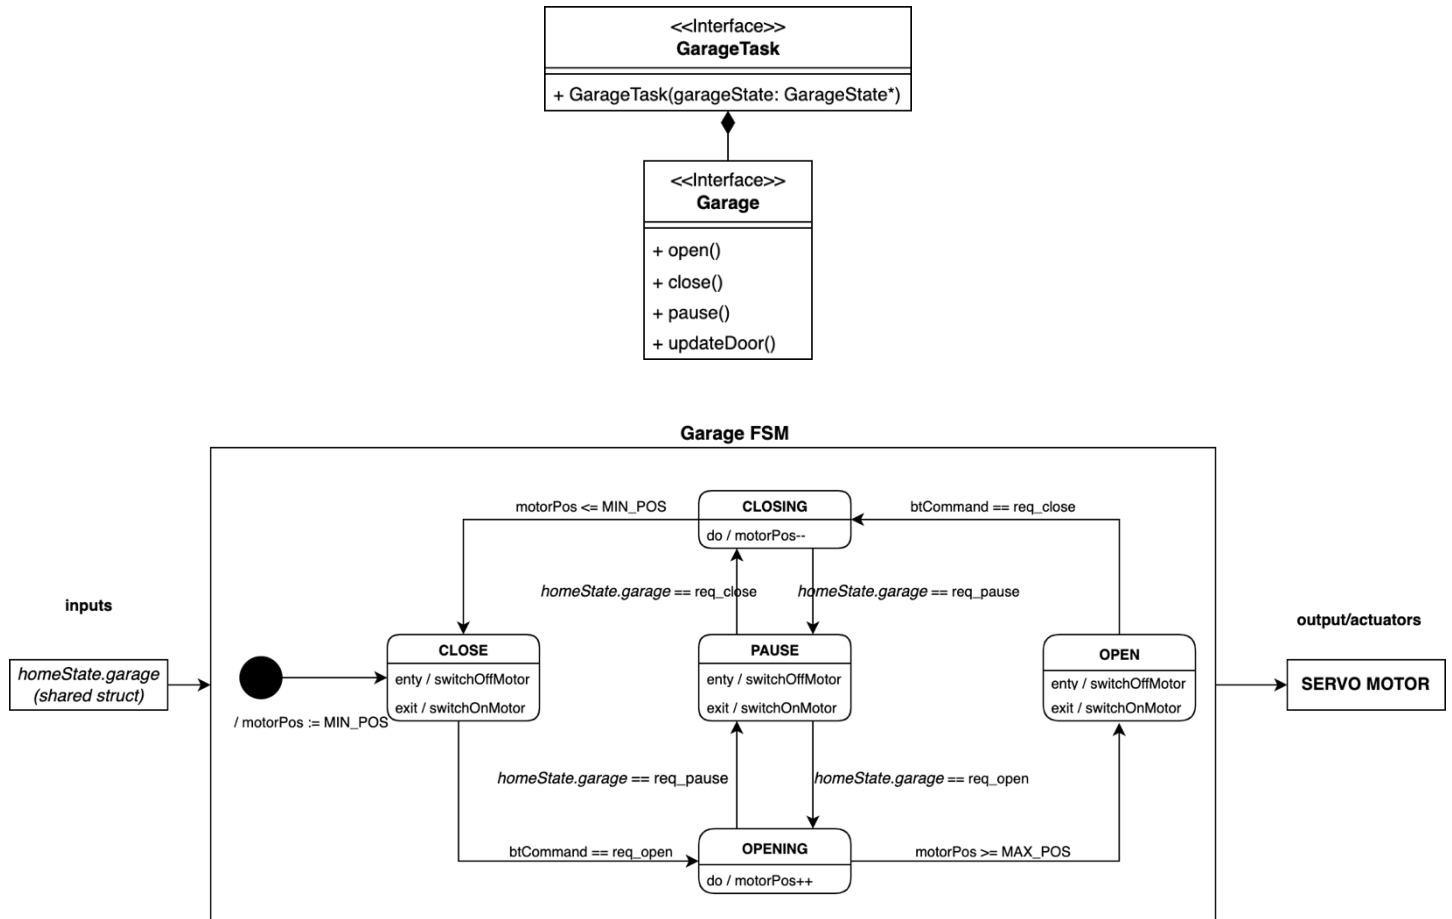 <<Interface>>
GarageTask
+ GarageTask(garageState: GarageState*)
<<Interface>>
Garage
+ open()
+ close()
+ pause()
+ updateDoor()
Garage FSM
CLOSING
do / motorPos--
motorPos <= MIN_POS
btCommand == req_close
homeState.garage == req_close
homeState.garage == req_pause
inputs
homeState.garage
(shared struct)
/ motorPos := MIN_POS
CLOSE
enty / switchOffMotor
exit / switchOnMotor
PAUSE
enty / switchOffMotor
exit / switchOnMotor
OPEN
enty / switchOffMotor
exit / switchOnMotor
output/actuators
SERVO MOTOR
homeState.garage == req_pause
homeState.garage == req_open
btCommand == req_open
OPENING
do / motorPos++
motorPos >= MAX_POS